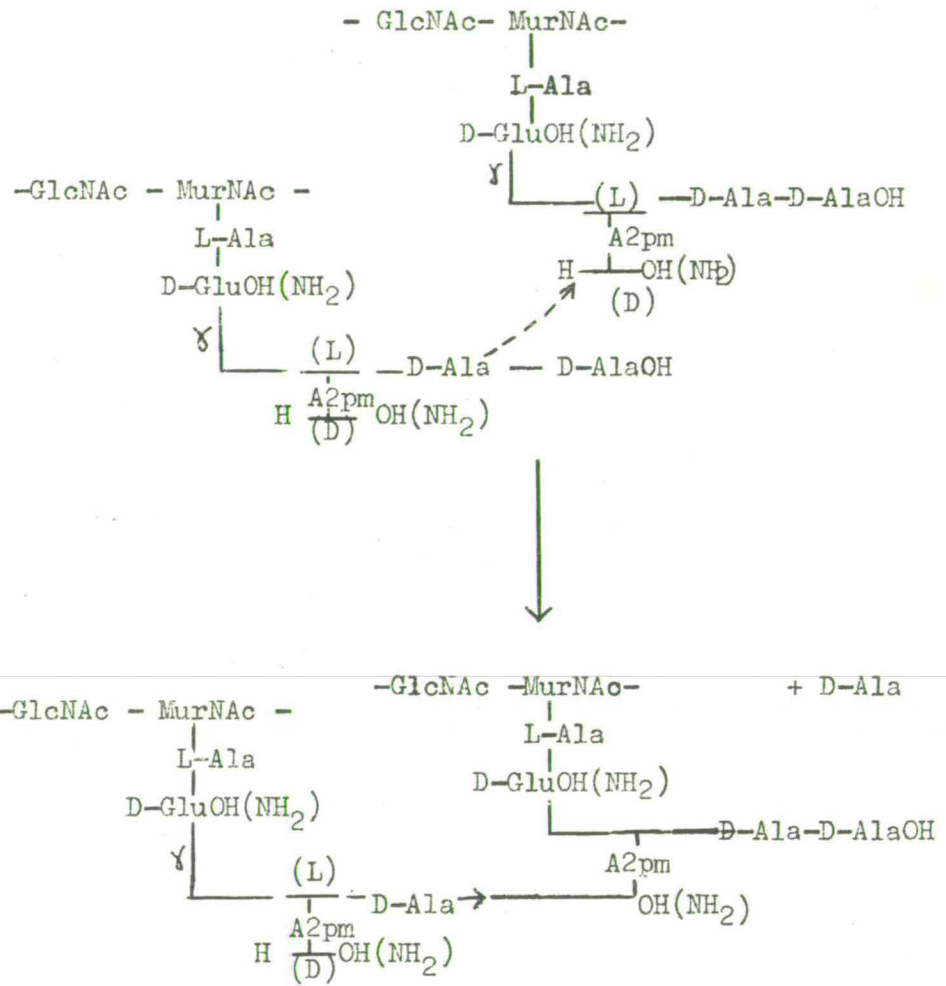 - GlcNAc- MurNAc-
L-Ala
D-GluOH(NH2)
γ
(L) -D-Ala-D-AlaOH
A2pm
H OH(NH2)
(D)
-GlcNAc - MurNAc -
L-Ala
D-GluOH(NH2)
γ
(L) -D-Ala - D-AlaOH
A2pm
H (D) OH(NH2)
-GlcNAc -MurNAc- + D-Ala
L-Ala
D-GluOH(NH2)
D-Ala-D-AlaOH
A2pm
OH(NH2)
-GlcNAc - MurNAc -
L-Ala
D-GluOH(NH2)
γ
(L) - D-Ala
A2pm
H (D) OH(NH2)